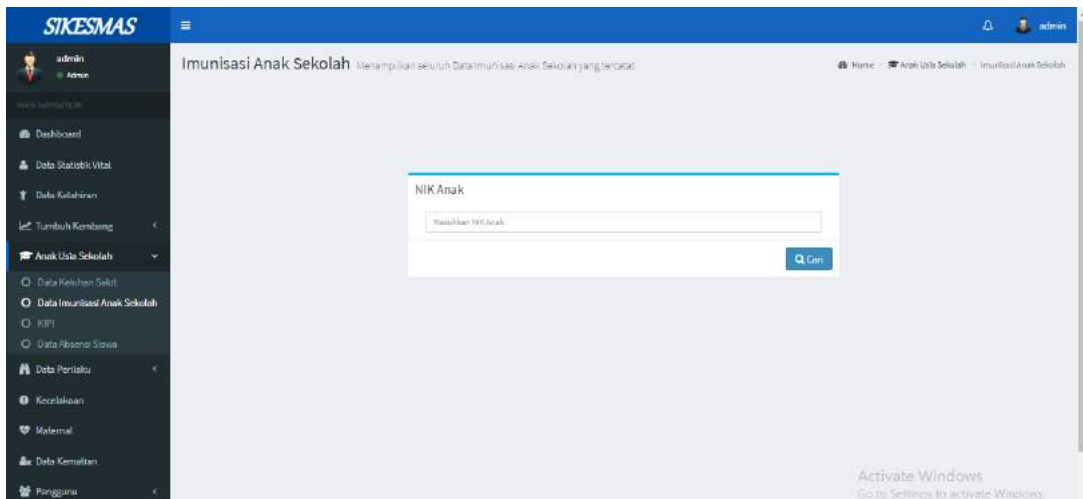 SIKESMAS
admin
admin
Admin
Imunisasi Anak Sekolah Menampilkan seluruh Data Imunisasi Anak Sekolah yang tercatat
Home
Anak Usia Sekolah
Imunisasi Anak Sekolah
MAIN NAVIGATION
Dashboard
Data Statistik Vital
Data Kelahiran
Tumbuh Kembang
Anak Usia Sekolah
Data Keluhan Sakit
Data Imunisasi Anak Sekolah
KIPI
Data Absensi Siswa
Data Perilaku
Kecelakaan
Maternal
Data Kematian
Pengguna
NIK Anak
Masukkan NIK Anak
Cari
Activate Windows
Go to Settings to activate Windows.